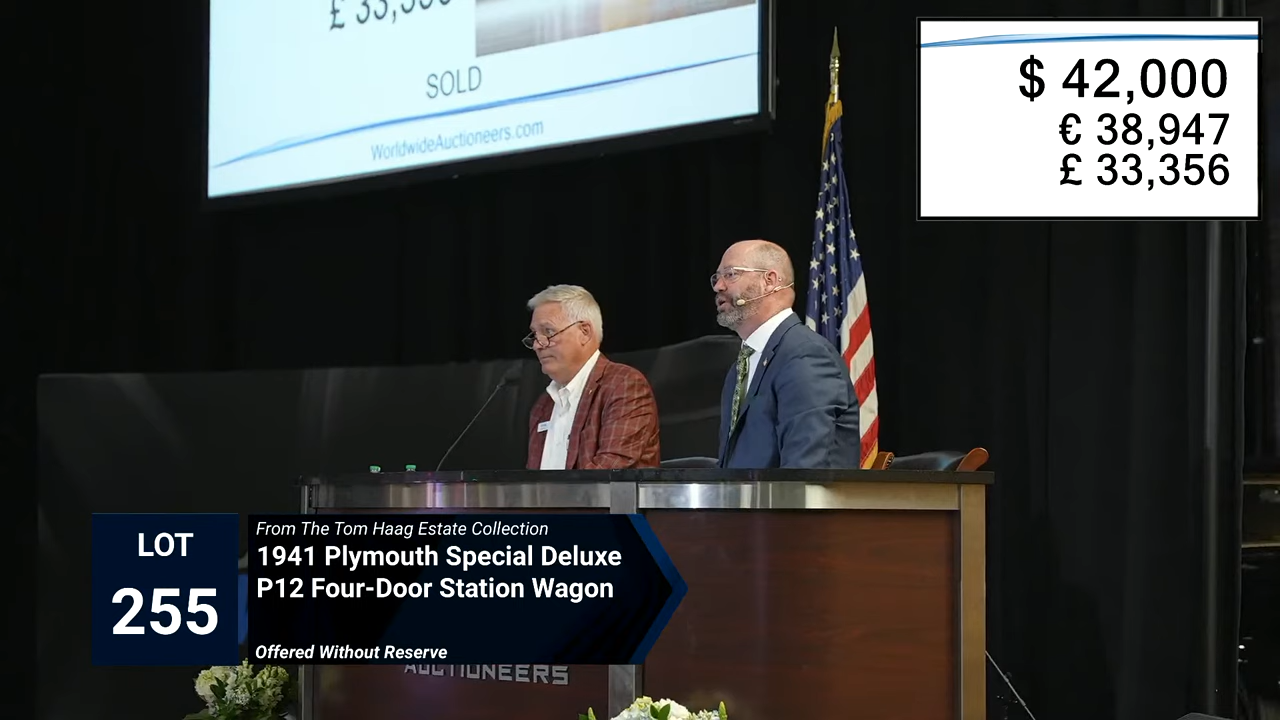 SOLD
WorldwideAuctioneers.com
$ 42,000
€ 38,947
£ 33,356
LOT
255
From The Tom Haag Estate Collection
1941 Plymouth Special Deluxe
P12 Four-Door Station Wagon
Offered Without Reserve
AUCTIONEERS